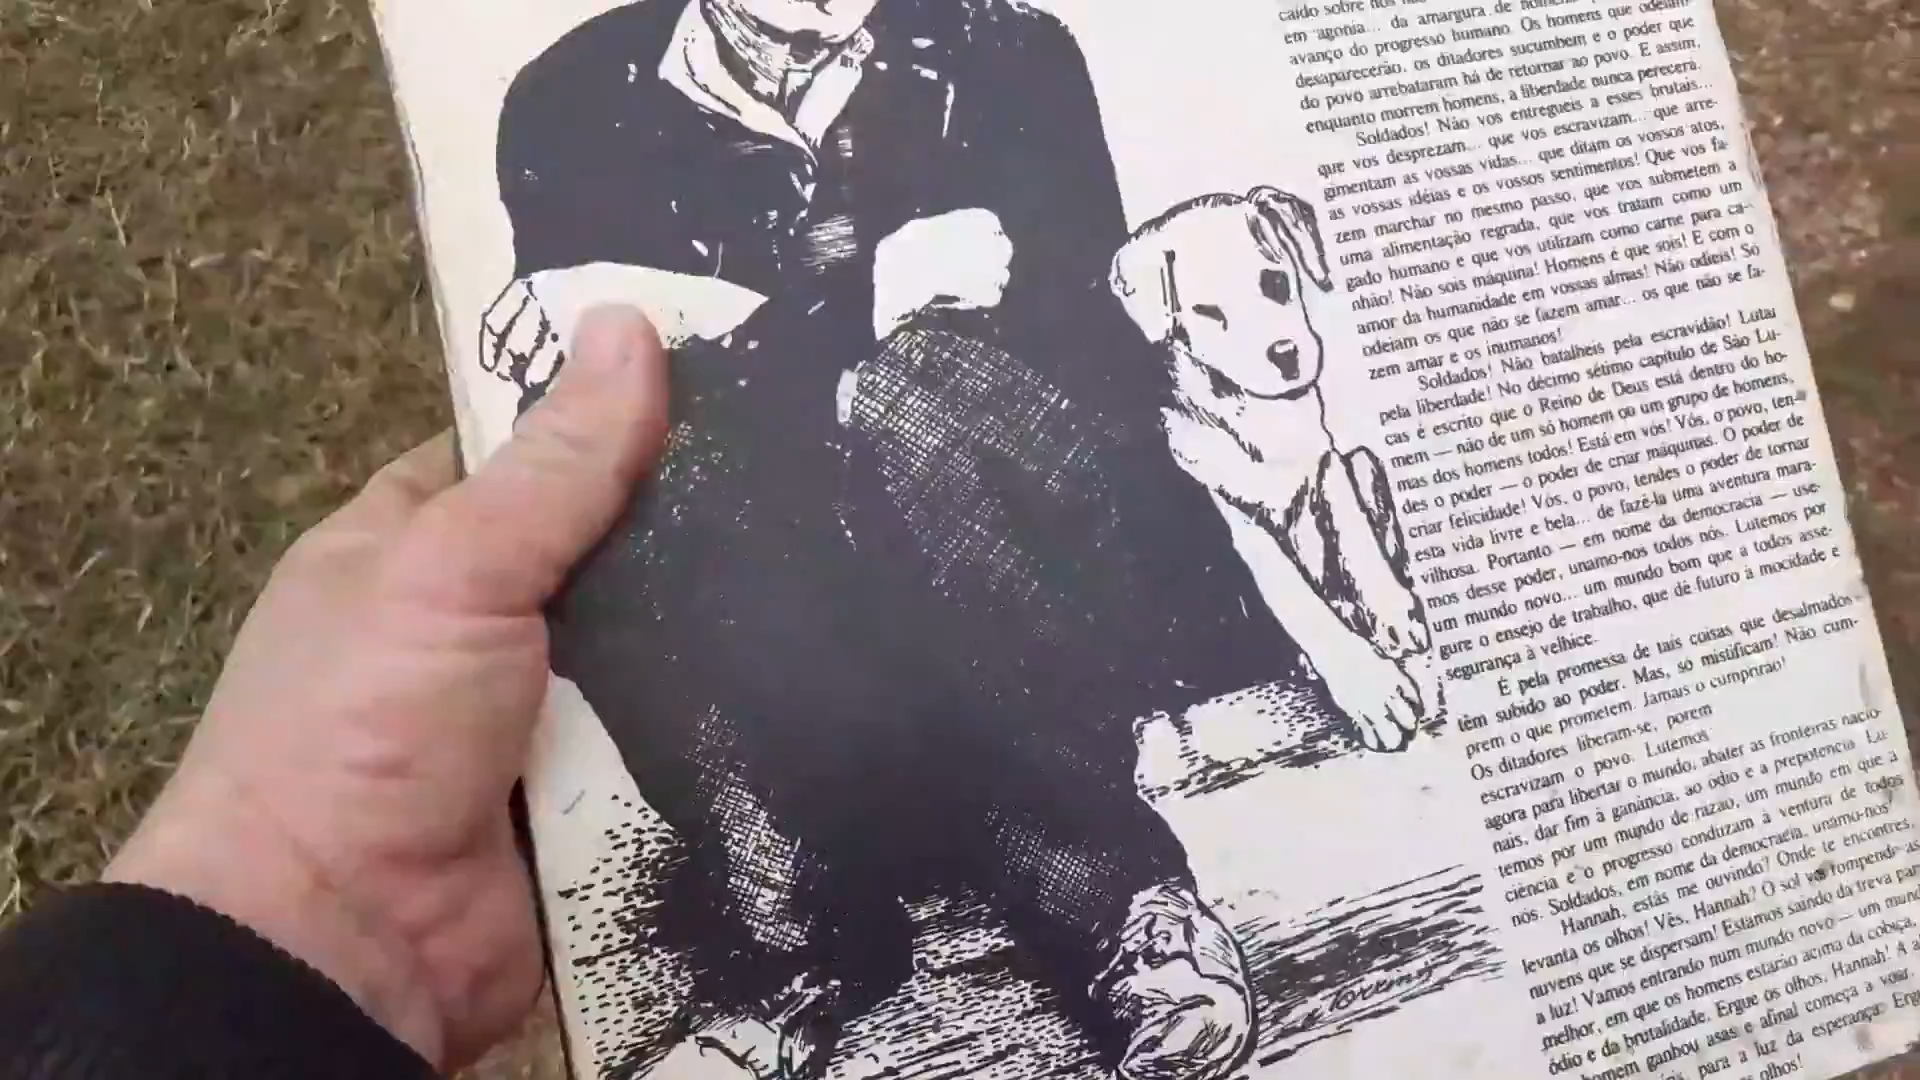 caído sobre nós
em agonia... da amargura de
avanço do progresso humano. Os homens que odeiam
desaparecerão, os ditadores sucumbem e o poder que
do povo arrebataram há de retornar ao povo. E assim,
enquanto morrem homens, a liberdade nunca perecerá.
Soldados! Não vos entregueis a esses brutais...
que vos desprezam... que vos escravizam... que arre-
gimentam as vossas vidas... que ditam os vossos atos,
as vossas idéias e os vossos sentimentos! Que vos fa-
zem marchar no mesmo passo, que vos submetem a
uma alimentação regrada, que vos tratam como um
gado humano e que vos utilizam como carne para ca-
nhão! Não sois máquina! Homens é que sois! E com o
amor da humanidade em vossas almas! Não odieis! Só
odeiam os que não se fazem amar... os que não se fa-
zem amar e os inumanos!
Soldados! Não batalheis pela escravidão! Lutai
pela liberdade! No décimo sétimo capítulo de São Lu-
cas é escrito que o Reino de Deus está dentro do ho-
mem — não de um só homem ou um grupo de homens,
mas dos homens todos! Está em vós! Vós, o povo, ten-
des o poder — o poder de criar máquinas. O poder de
criar felicidade! Vós, o povo, tendes o poder de tornar
esta vida livre e bela... de fazê-la uma aventura mara-
vilhosa. Portanto — em nome da democracia — use-
mos desse poder, unamo-nos todos nós. Lutemos por
um mundo novo... um mundo bom que a todos asse-
gure o ensejo de trabalho, que dê futuro à mocidade e
segurança à velhice.
É pela promessa de tais coisas que desalmados
têm subido ao poder. Mas, só mistificam! Não cum-
prem o que prometem. Jamais o cumprirão!
Os ditadores liberam-se, porém
escravizam o povo. Lutemos
agora para libertar o mundo, abater as fronteiras nacio-
nais, dar fim à ganância, ao ódio e a prepotência. Lu-
temos por um mundo de razão, um mundo em que a
ciência e o progresso conduzam à ventura de todos
nós. Soldados, em nome da democracia, unamo-nos!
Hannah, estás me ouvindo? Onde te encontres,
levanta os olhos! Vês, Hannah? O sol vai rompendo as
nuvens que se dispersam! Estamos saindo da treva para
a luz! Vamos entrando num mundo novo — um mundo
melhor, em que os homens estarão acima da cobiça,
ódio e da brutalidade. Ergue os olhos, Hannah! A
homem ganhou asas e afinal começa a voar.
para a luz da esperança.
olhos!